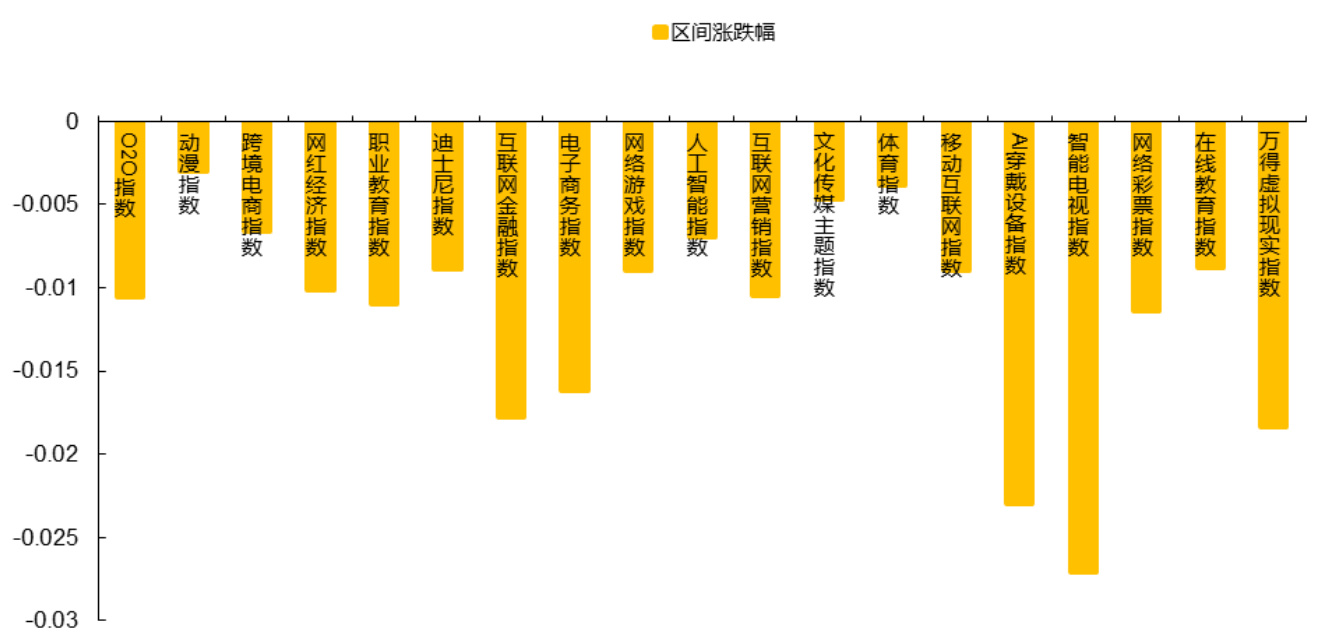 区间涨跌幅
0
-0.005
-0.01
-0.015
-0.02
-0.025
-0.03
O2O指数
动漫指数
跨境电商指数
网红经济指数
职业教育指数
迪士尼指数
互联网金融指数
电子商务指数
网络游戏指数
人工智能指数
互联网营销指数
文化传媒主题指数
体育指数
移动互联网指数
AI穿戴设备指数
智能电视指数
网络彩票指数
在线教育指数
万得虚拟现实指数